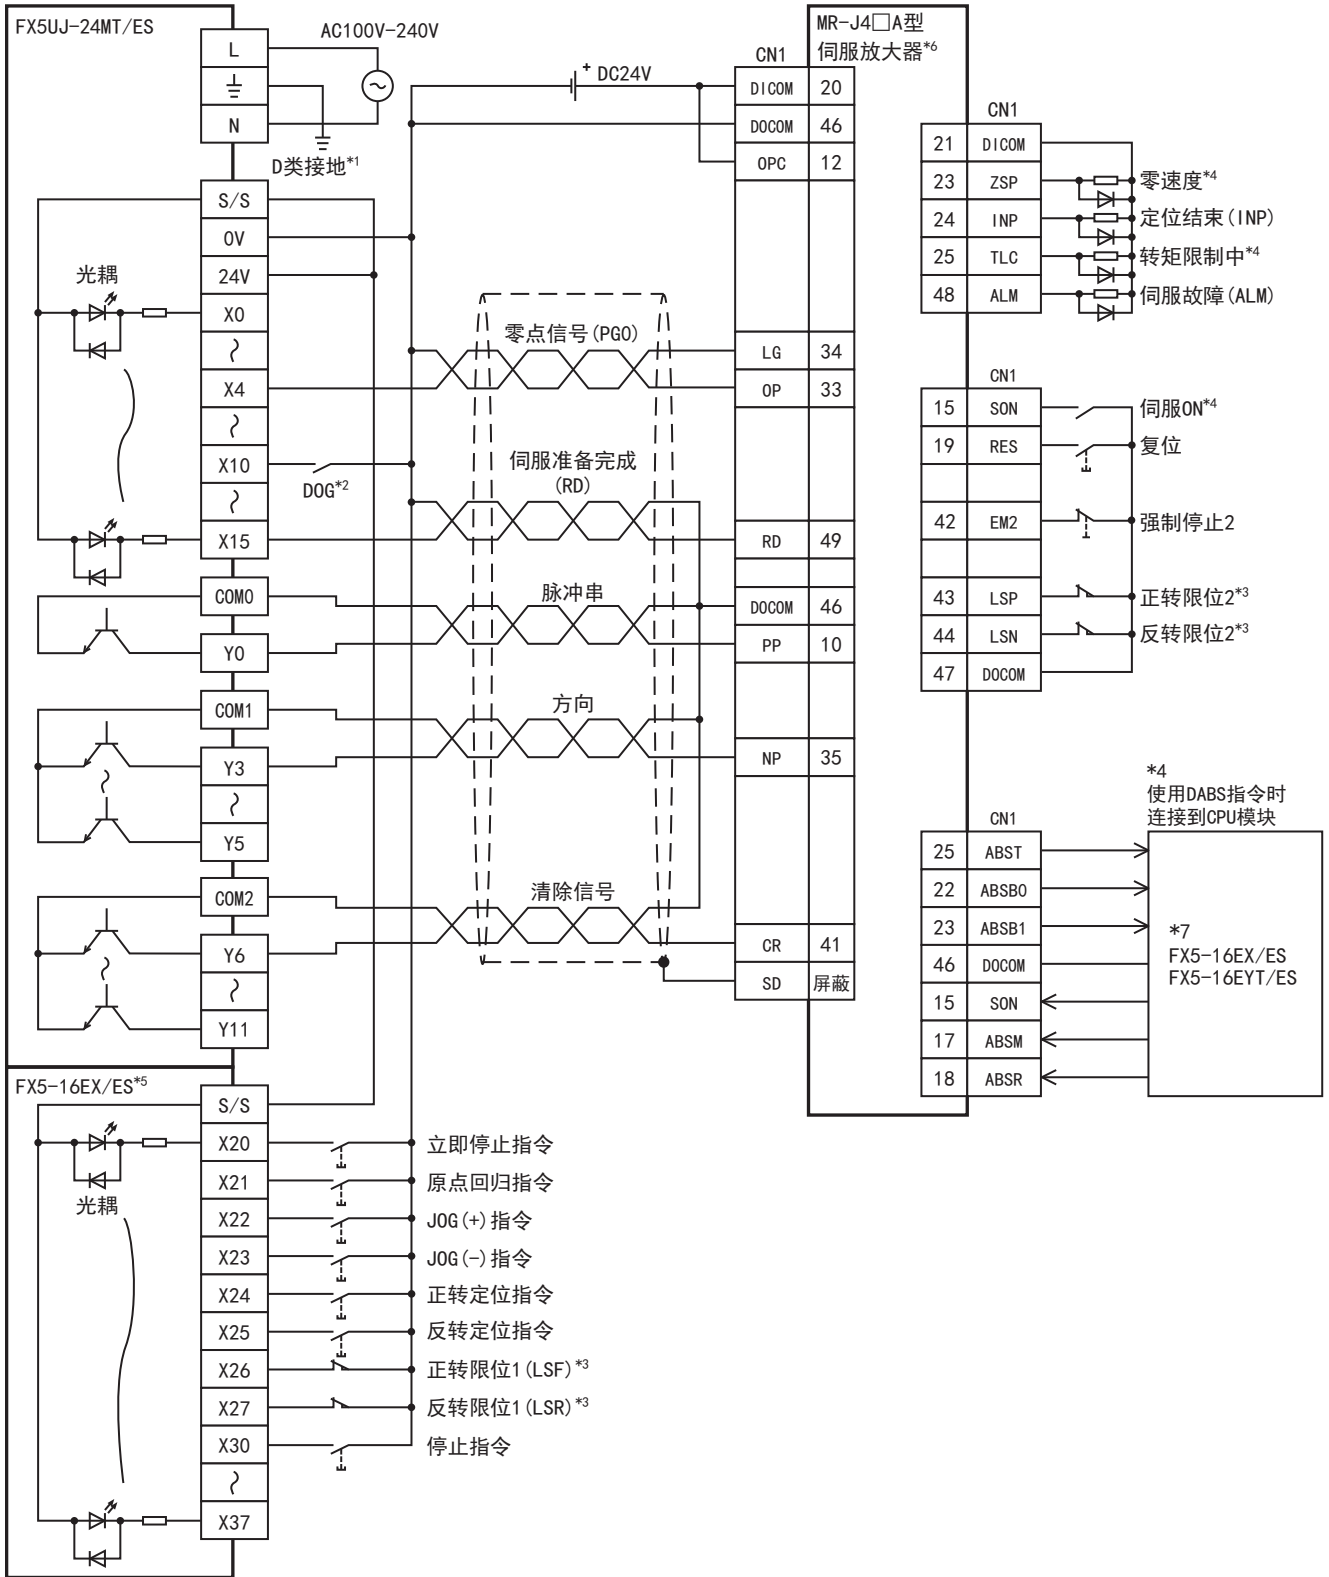 FX5UJ-24MT/ES
L
N
AC100V-240V
D类接地*1
S/S
0V
24V
X0
X4
X10
X15
光耦
DOG*2
COM0
Y0
COM1
Y3
Y5
COM2
Y6
Y11
+ DC24V
零点信号(PG0)
伺服准备完成
(RD)
脉冲串
方向
清除信号
MR-J4□A型
伺服放大器*6
CN1
DICOM 20
DOCOM 46
OPC 12
LG 34
OP 33
RD 49
DOCOM 46
PP 10
NP 35
CR 41
SD 屏蔽
CN1
21 DICOM
23 ZSP 零速度*4
24 INP 定位结束(INP)
25 TLC 转矩限制中*4
48 ALM 伺服故障(ALM)
CN1
15 SON 伺服ON*4
19 RES 复位
42 EM2 强制停止2
43 LSP 正转限位2*3
44 LSN 反转限位2*3
47 DOCOM
*4
使用DABS指令时
连接到CPU模块
CN1
25 ABST
22 ABSB0
23 ABSB1
46 DOCOM
15 SON
17 ABSM
18 ABSR
*7
FX5-16EX/ES
FX5-16EYT/ES
FX5-16EX/ES*5
S/S
光耦
X20 立即停止指令
X21 原点回归指令
X22 JOG(+)指令
X23 JOG(-)指令
X24 正转定位指令
X25 反转定位指令
X26 正转限位1(LSF)*3
X27 反转限位1(LSR)*3
X30 停止指令
X37